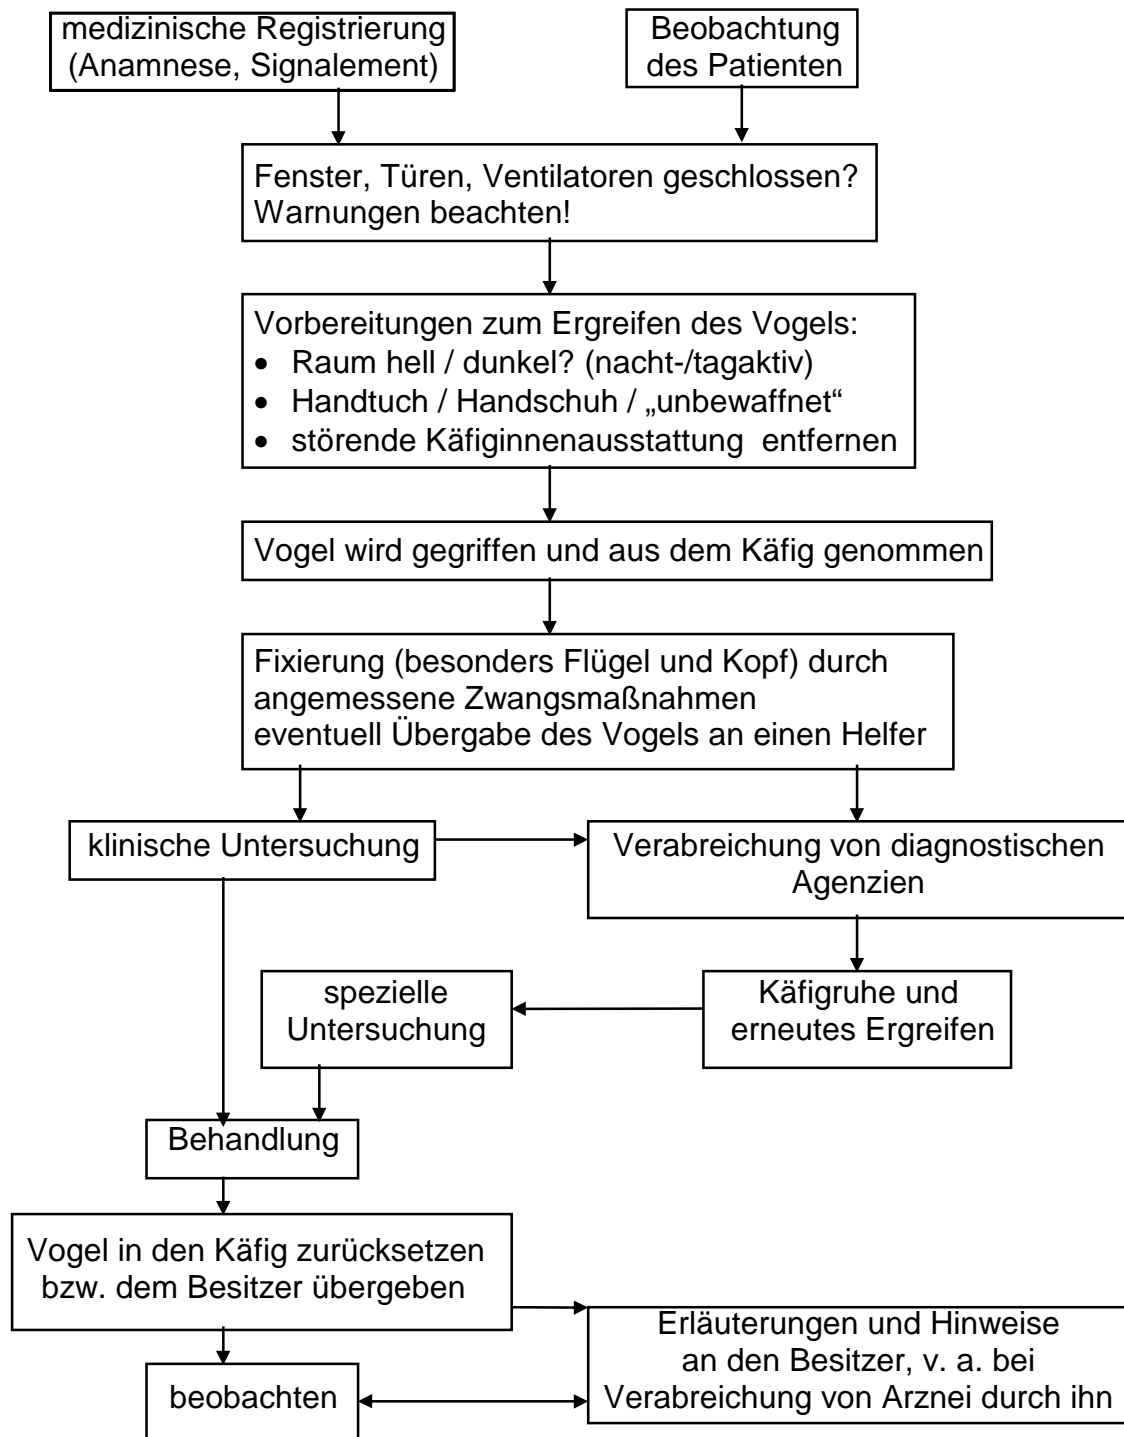 medizinische Registrierung
(Anamnese, Signalement)
Beobachtung
des Patienten
Fenster, Türen, Ventilatoren geschlossen?
Warnungen beachten!
Vorbereitungen zum Ergreifen des Vogels:
• Raum hell / dunkel? (nacht-/tagaktiv)
• Handtuch / Handschuh / „unbewaffnet“
• störende Käfiginnenausstattung entfernen
Vogel wird gegriffen und aus dem Käfig genommen
Fixierung (besonders Flügel und Kopf) durch
angemessene Zwangsmaßnahmen
eventuell Übergabe des Vogels an einen Helfer
klinische Untersuchung
Verabreichung von diagnostischen
Agenzien
spezielle
Untersuchung
Käfigruhe und
erneutes Ergreifen
Behandlung
Vogel in den Käfig zurücksetzen
bzw. dem Besitzer übergeben
Erläuterungen und Hinweise
an den Besitzer, v. a. bei
Verabreichung von Arznei durch ihn
beobachten